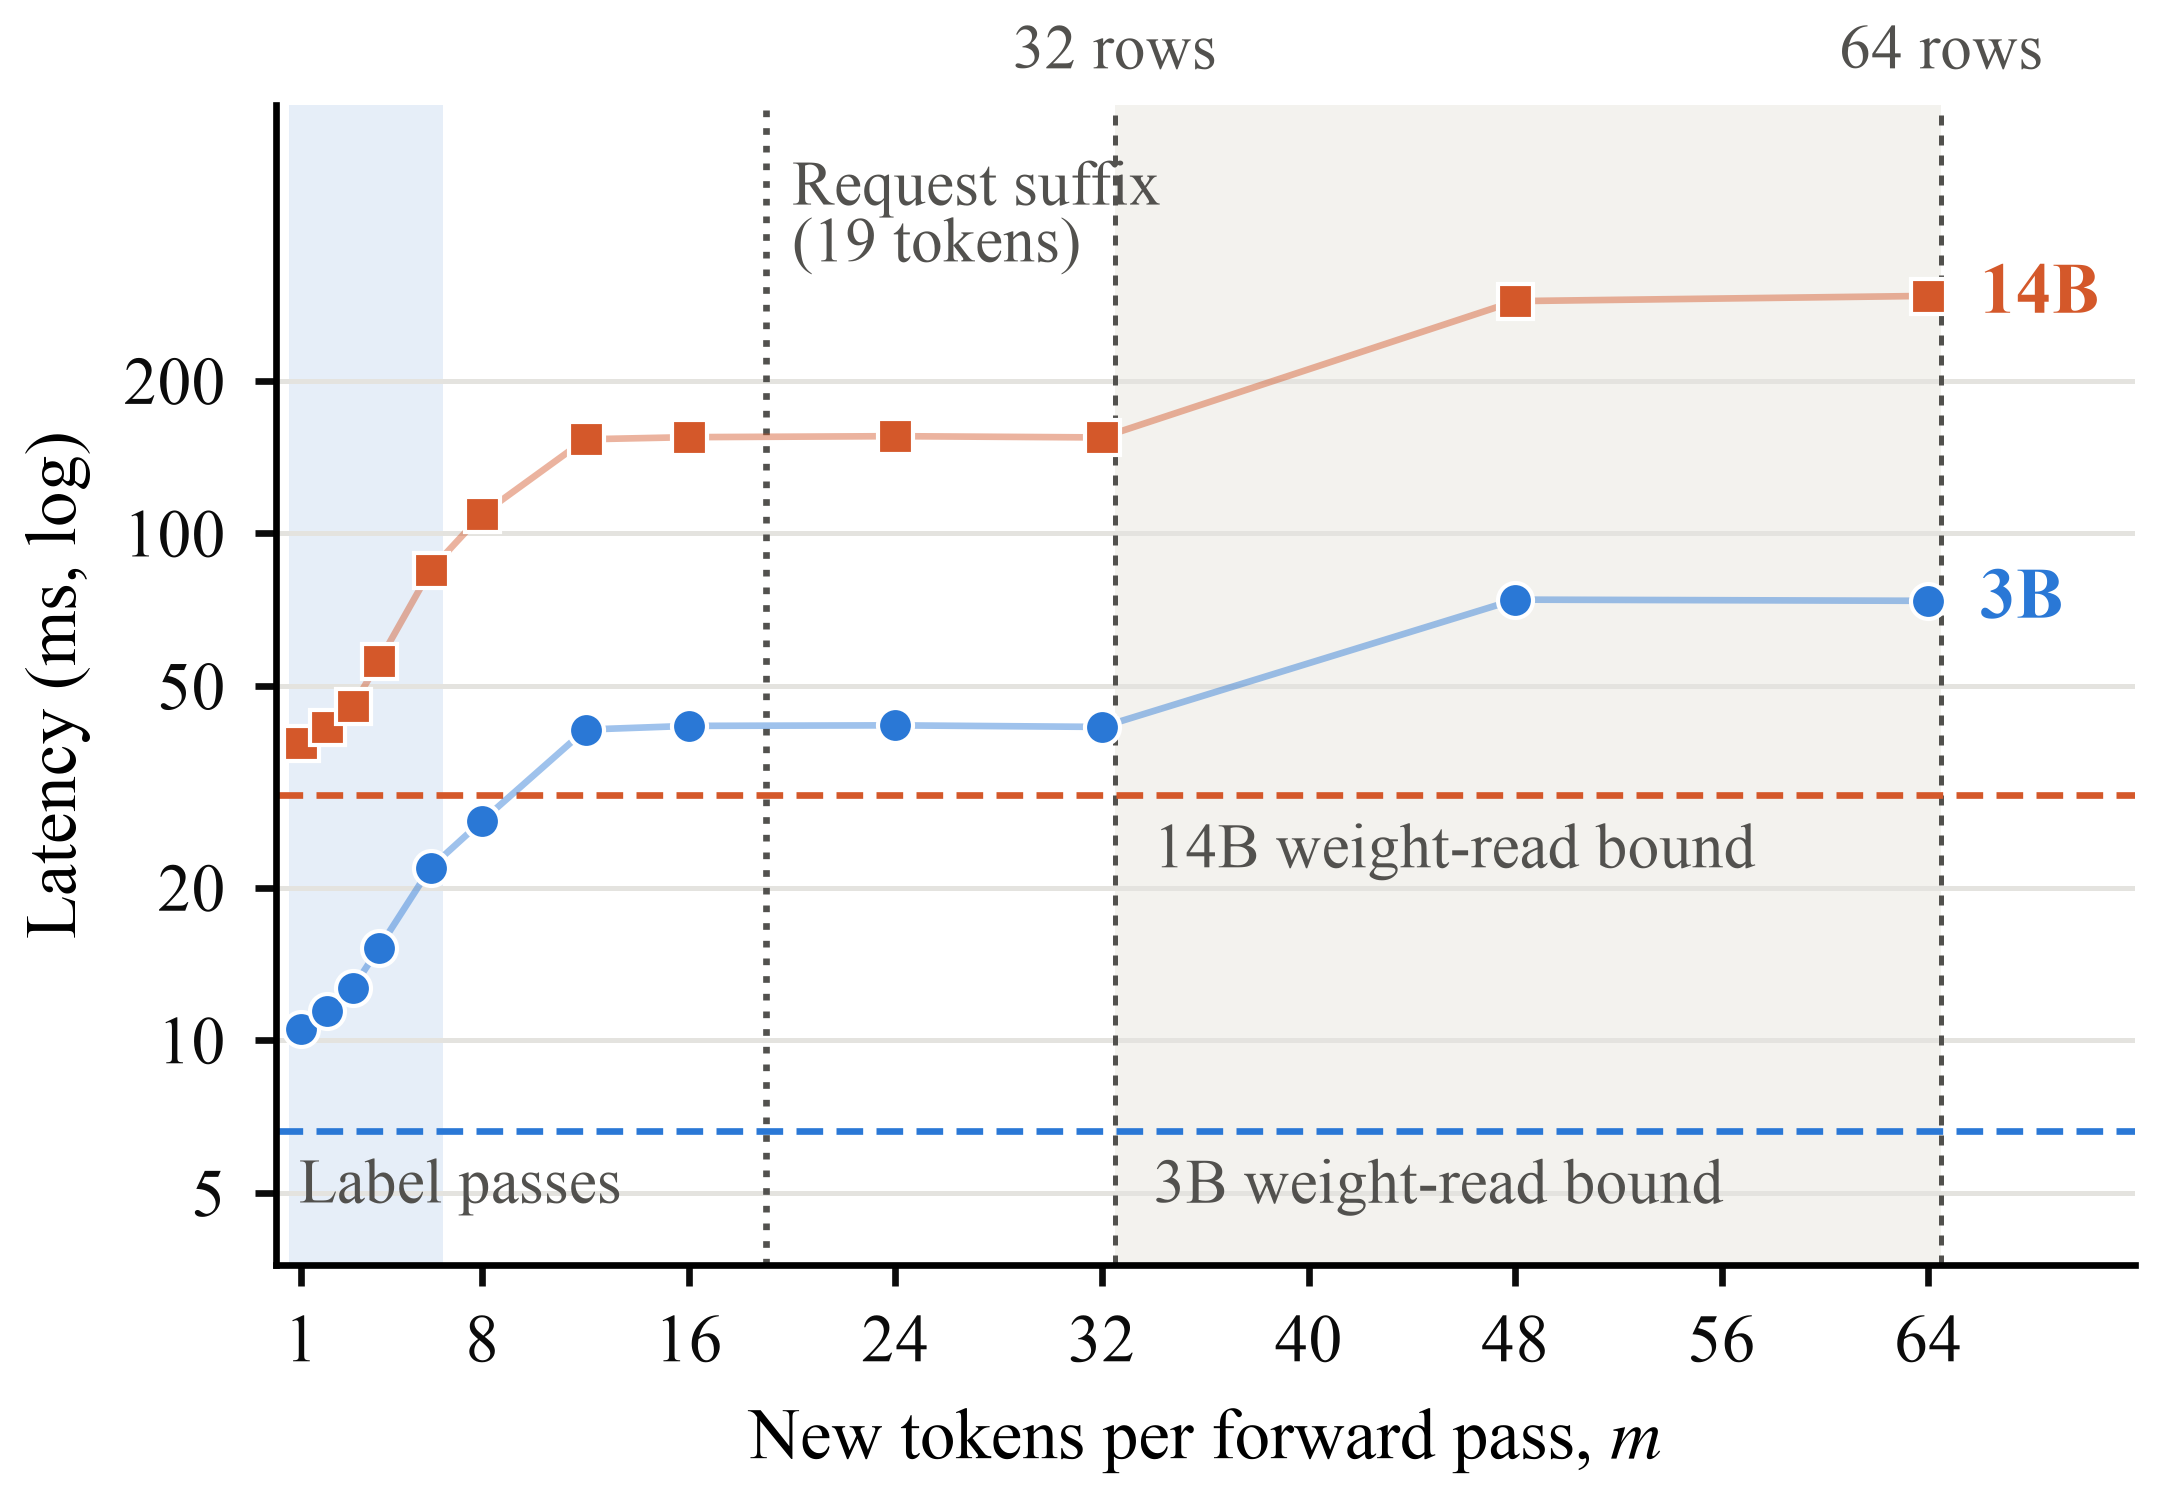 32 rows
64 rows
Request suffix
(19 tokens)
14B
200
100
3B
50
14B weight-read bound
20
10
Label passes
3B weight-read bound
5
Latency (ms, log)
1
8
16
24
32
40
48
56
64
New tokens per forward pass, m